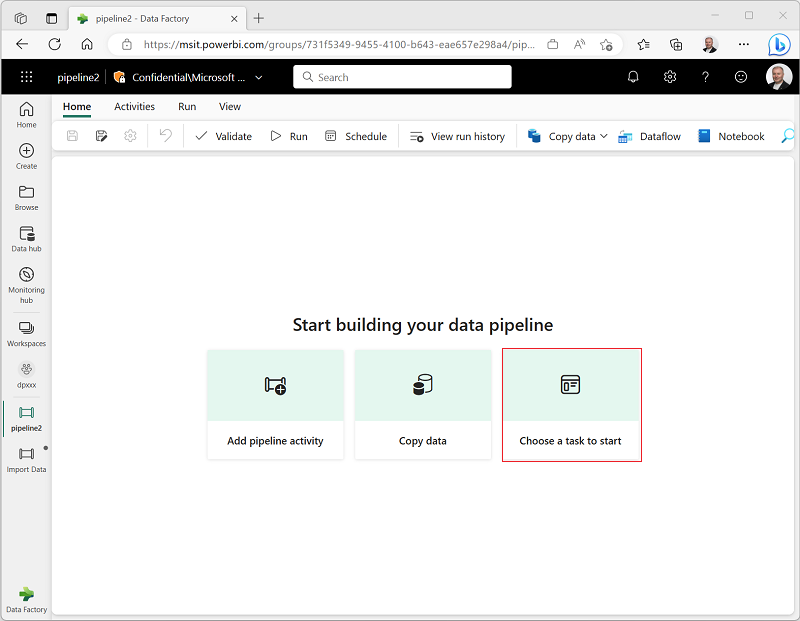 pipeline2 - Data Factory
https://msit.powerbi.com/groups/731f5349-9455-4100-b643-eae657e298a4/pip...
pipeline2 Confidential\Microsoft ... Search
Home Activities Run View
Validate Run Schedule View run history Copy data Dataflow Notebook
Home
Create
Browse
Data hub
Monitoring
hub
Workspaces
dpxxx
pipeline2
Import Data
Data Factory
Start building your data pipeline
Add pipeline activity Copy data Choose a task to start